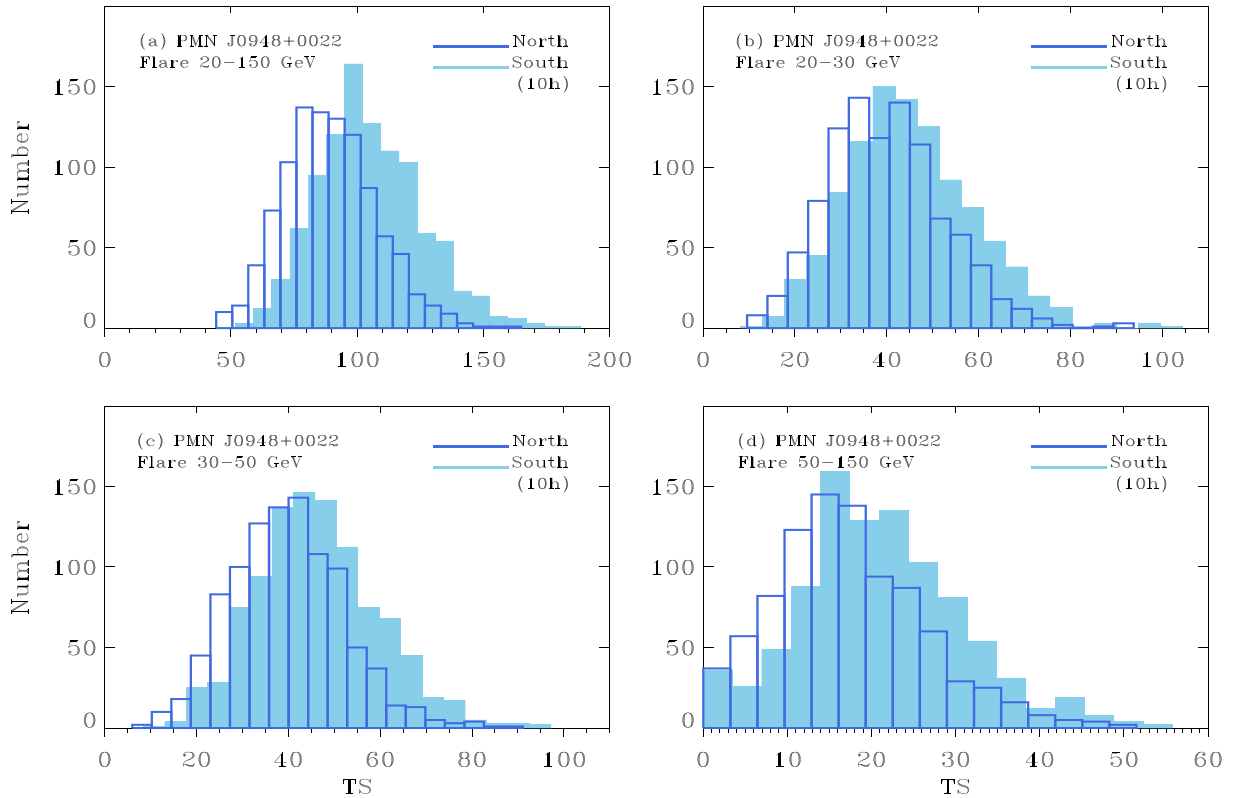 (a) PMN J0948+0022
Flare 20-150 GeV
North
South
(10h)
Number
150
100
50
0
0 50 100 150 200
(b) PMN J0948+0022
Flare 20-30 GeV
North
South
(10h)
150
100
50
0
0 20 40 60 80 100
(c) PMN J0948+0022
Flare 30-50 GeV
North
South
(10h)
Number
150
100
50
0
0 20 40 60 80 100
TS
(d) PMN J0948+0022
Flare 50-150 GeV
North
South
(10h)
150
100
50
0
0 10 20 30 40 50 60
TS